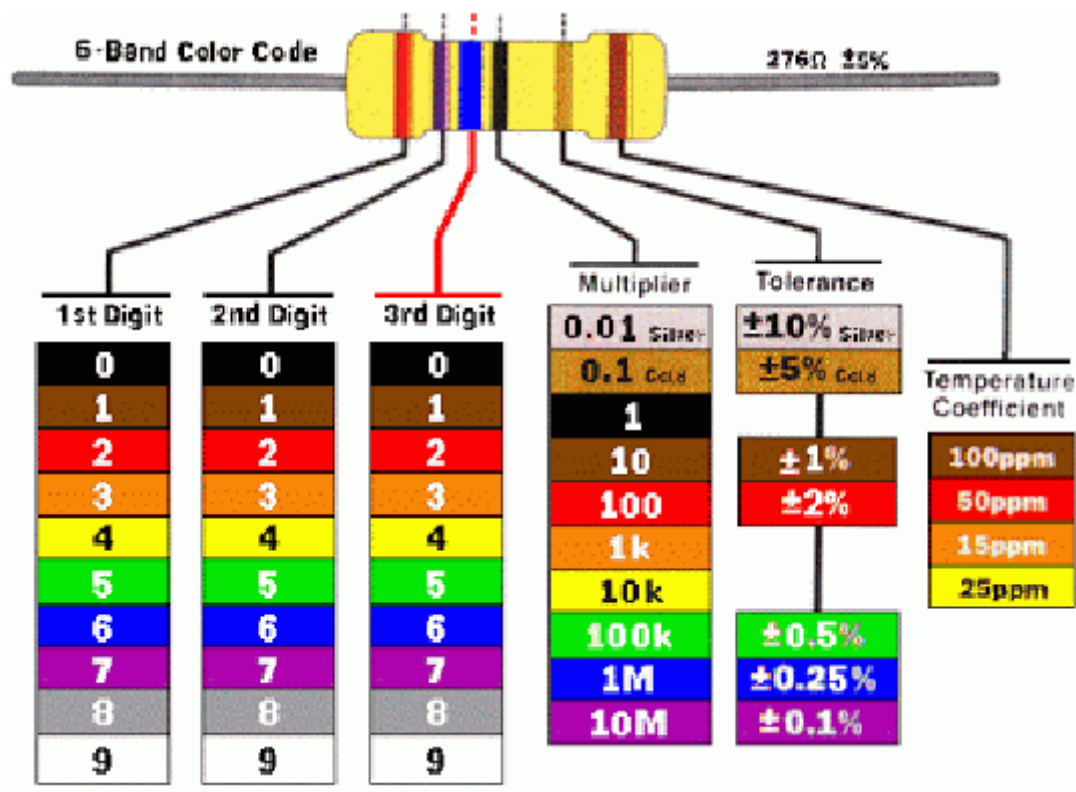 6-Band Color Code
276Ω ±5%
1st Digit
0
1
2
3
4
5
6
7
8
9
2nd Digit
0
1
2
3
4
5
6
7
8
9
3rd Digit
0
1
2
3
4
5
6
7
8
9
Multiplier
0.01 Silver
0.1 Gold
1
10
100
1k
10k
100k
1M
10M
Tolerance
±10% Silver
±5% Gold
±1%
±2%
±0.5%
±0.25%
±0.1%
Temperature
Coefficient
100ppm
50ppm
15ppm
25ppm